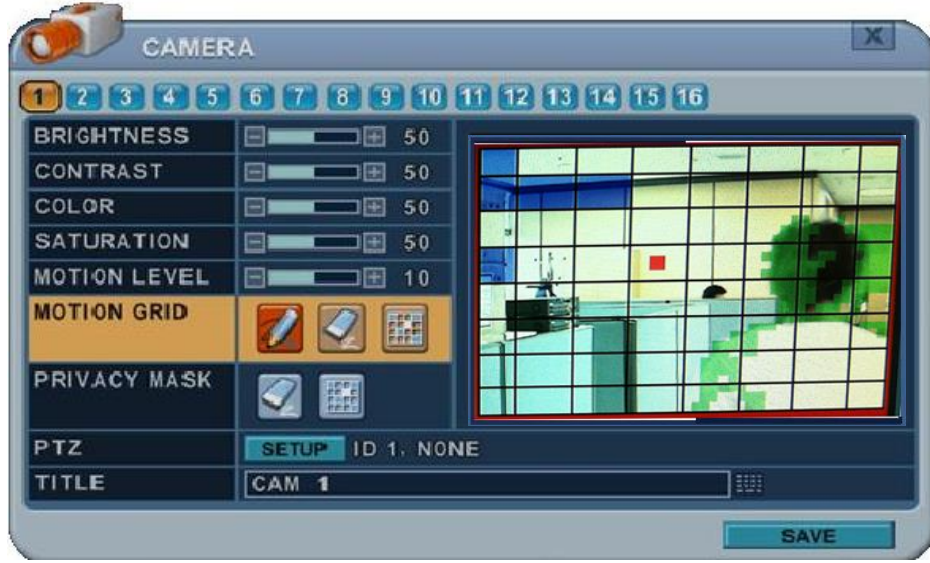 CAMERA X
1 2 3 4 5 6 7 8 9 10 11 12 13 14 15 16
BRIGHTNESS 50
CONTRAST 50
COLOR 50
SATURATION 50
MOTION LEVEL 10
MOTION GRID
PRIVACY MASK
PTZ SETUP ID 1. NONE
TITLE CAM 1
SAVE